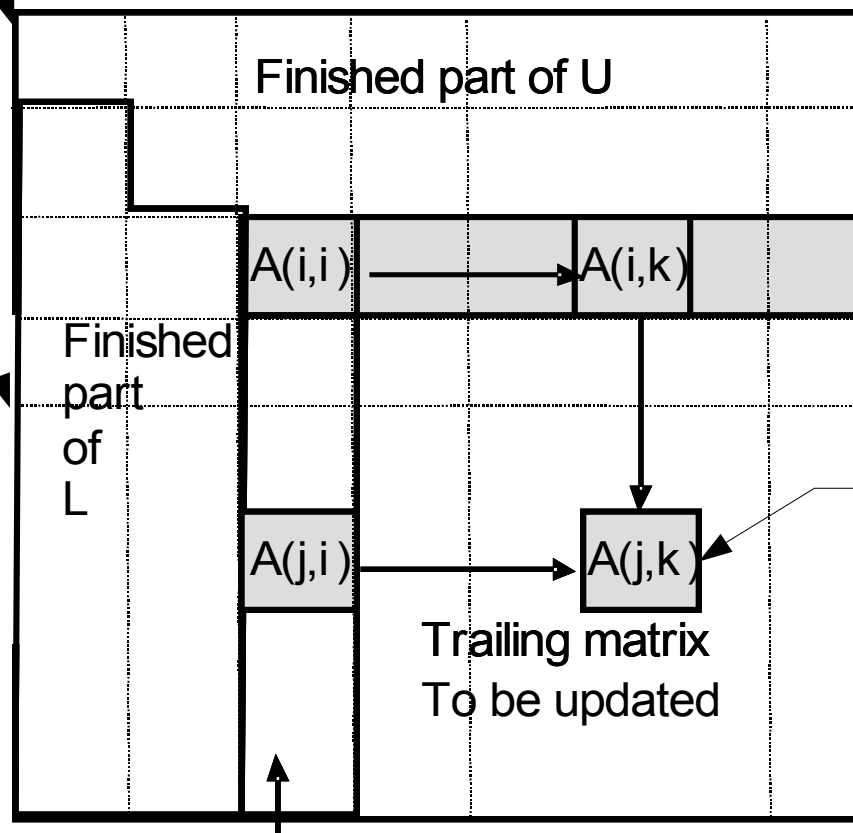 Finished part of U
A(i,i)
A(i,k)
Finished
part
of
L
A(j,i)
A(j,k)
Trailing matrix
To be updated